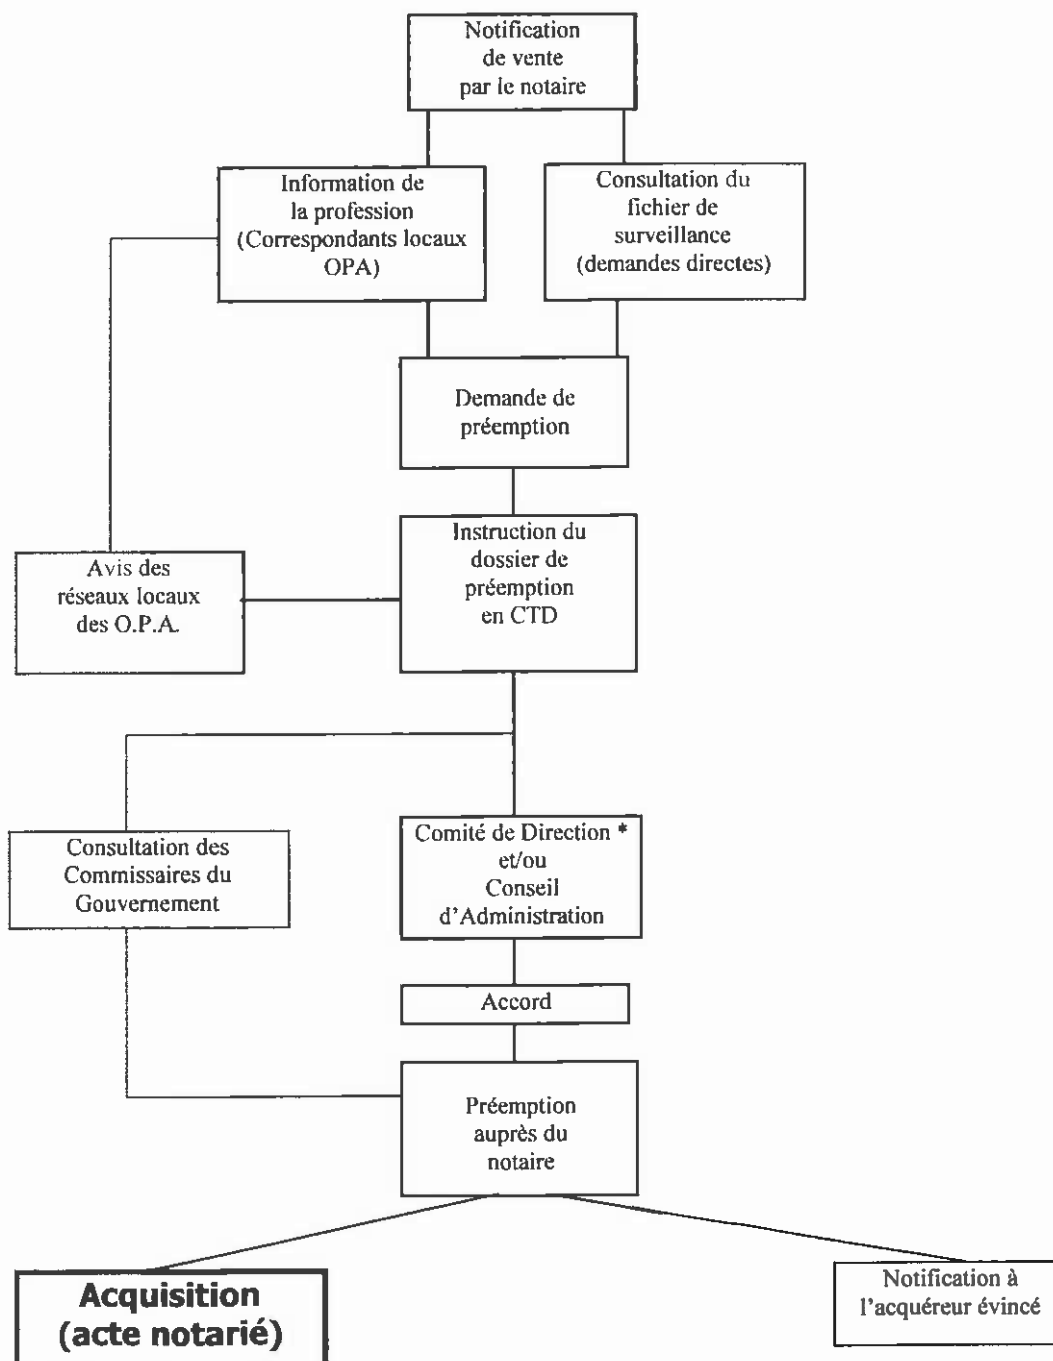 Notification
de vente
par le notaire
Information de
la profession
(Correspondants locaux
OPA)
Consultation du
fichier de
surveillance
(demandes directes)
Demande de
préemption
Instruction du
dossier de
préemption
en CTD
Avis des
réseaux locaux
des O.P.A.
Consultation des
Commissaires du
Gouvernement
Comité de Direction *
et/ou
Conseil
d'Administration
Accord
Préemption
auprès du
notaire
Acquisition
(acte notarié)
Notification à
l'acquéreur évincé